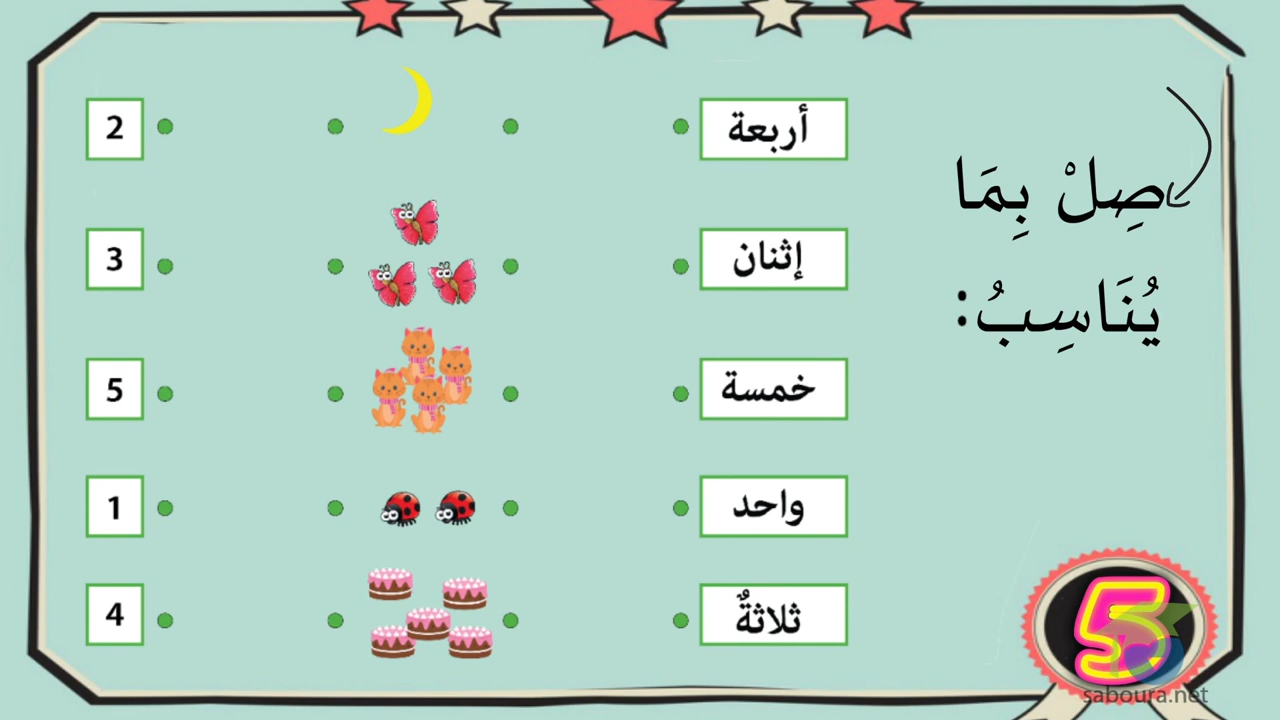 صِلْ بِمَا
يُنَاسِبُ:
أربعة
2
إثنان
3
خمسة
5
واحد
1
ثلاثةٌ
4
5
saboura.net